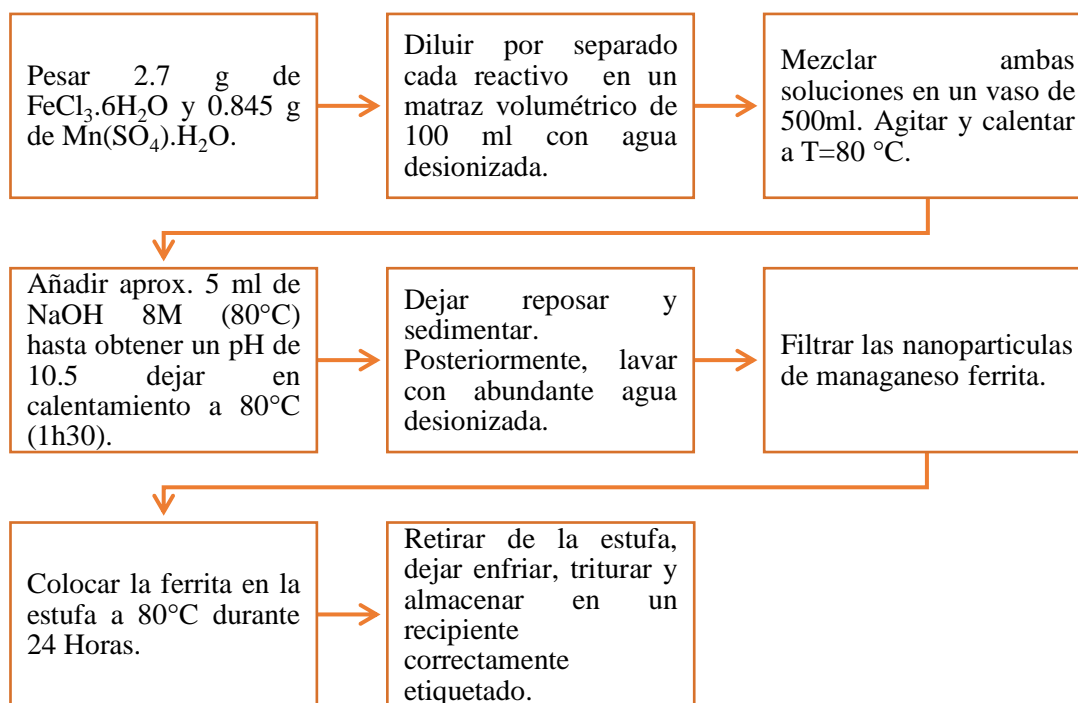 Pesar 2.7 g de
FeCl₃.6H₂O y 0.845 g
de Mn(SO₄).H₂O.
Diluir por separado
cada reactivo en un
matraz volumétrico de
100 ml con agua
desionizada.
Mezclar ambas
soluciones en un vaso de
500ml. Agitar y calentar
a T=80 °C.
Añadir aprox. 5 ml de
NaOH 8M (80°C)
hasta obtener un pH de
10.5 dejar en
calentamiento a 80°C
(1h30).
Dejar reposar y
sedimentar.
Posteriormente, lavar
con abundante agua
desionizada.
Filtrar las nanoparticulas
de managaneso ferrita.
Colocar la ferrita en la
estufa a 80°C durante
24 Horas.
Retirar de la estufa,
dejar enfriar, triturar y
almacenar en un
recipiente
correctamente
etiquetado.